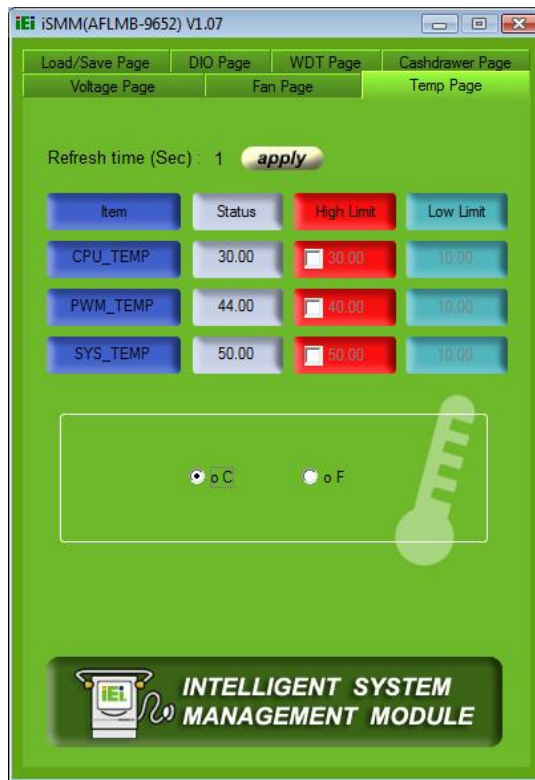 iEi iSMM(AFLMB-9652) V1.07
Load/Save Page DIO Page WDT Page Cashdrawer Page
Voltage Page Fan Page Temp Page
Refresh time (Sec) : 1 apply
Item Status High Limit Low Limit
CPU_TEMP 30.00 30.00 10.00
PWM_TEMP 44.00 40.00 10.00
SYS_TEMP 50.00 50.00 10.00
o C o F
iEi INTELLIGENT SYSTEM
MANAGEMENT MODULE